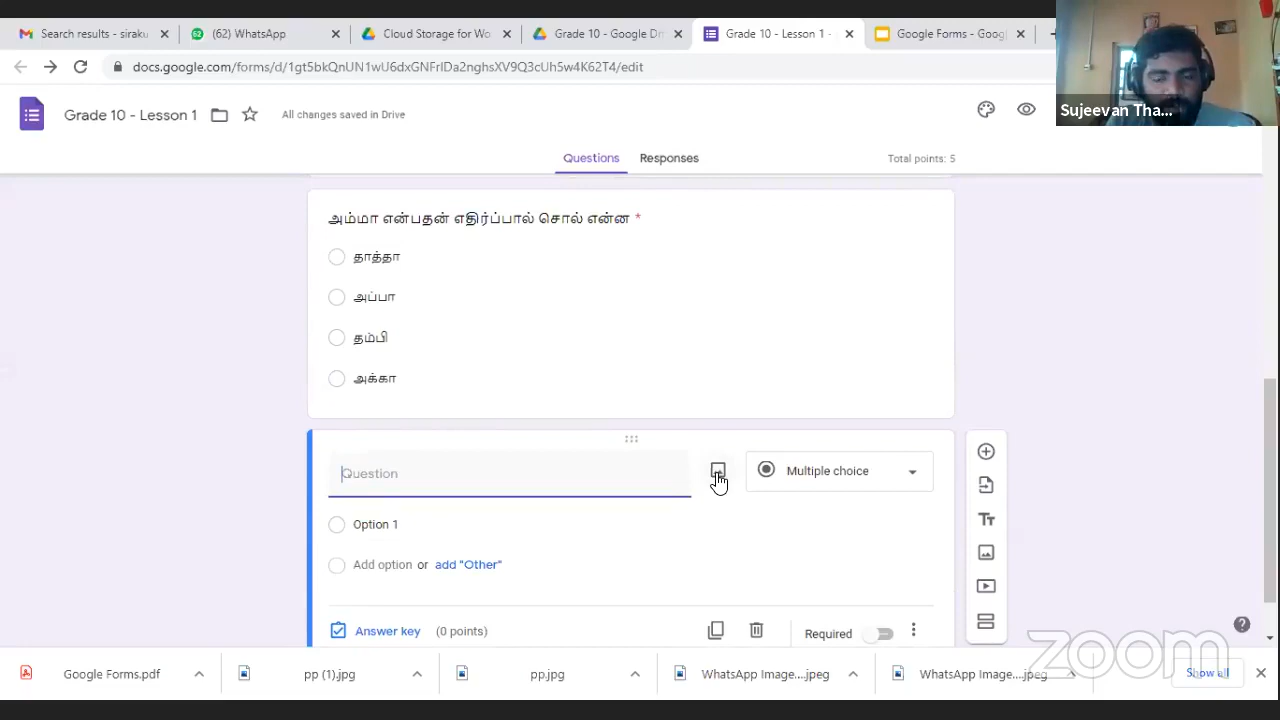 Search results - siraku
(62) WhatsApp
Cloud Storage for Wo
Grade 10 - Google Dri
Grade 10 - Lesson 1 -
Google Forms - Goog
docs.google.com/forms/d/1gt5bkQnUN1wU6dxGNFrIDa2nghsXV9Q3cUh5w4K62T4/edit
Sujeevan Tha...
Grade 10 - Lesson 1
All changes saved in Drive
Questions
Responses
Total points: 5
அம்மா என்பதன் எதிர்ப்பால் சொல் என்ன *
தாத்தா
அப்பா
தம்பி
அக்கா
Question
Multiple choice
Option 1
Add option or add "Other"
Answer key (0 points)
Required
zoom
Google Forms.pdf
pp (1).jpg
pp.jpg
WhatsApp Image....jpeg
WhatsApp Image....jpeg
Show all